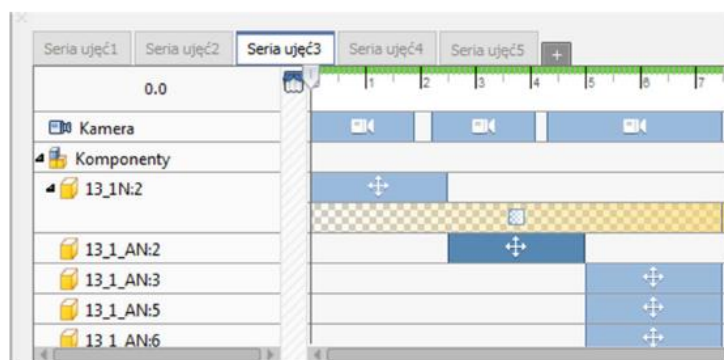 Seria ujęć1 Seria ujęć2 Seria ujęć3 Seria ujęć4 Seria ujęć5 +
0.0 1 2 3 4 5 6 7
Kamera
Komponenty
13_1N:2
13_1_AN:2
13_1_AN:3
13_1_AN:5
13_1_AN:6